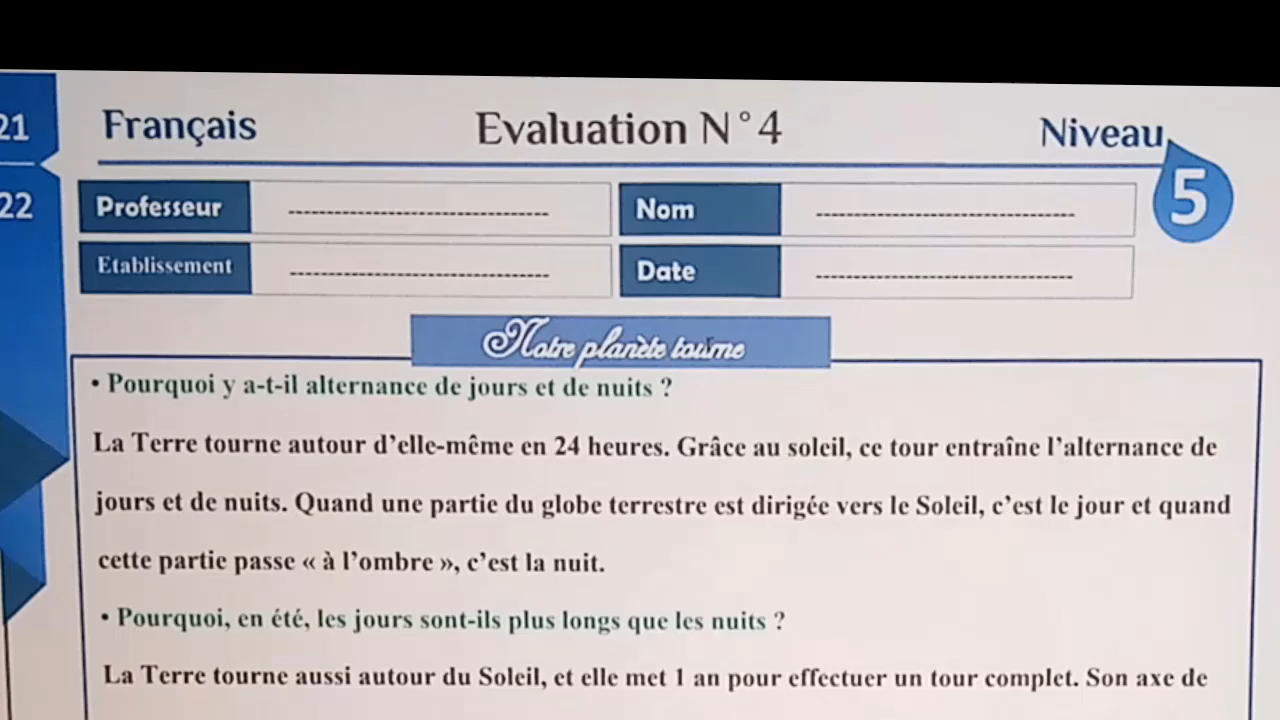 21
Français
Evaluation N°4
Niveau
5
22
Professeur --------------------------------- Nom ---------------------------------
Etablissement --------------------------------- Date ---------------------------------
Notre planète tourne
• Pourquoi y a-t-il alternance de jours et de nuits ?
La Terre tourne autour d’elle-même en 24 heures. Grâce au soleil, ce tour entraîne l’alternance de
jours et de nuits. Quand une partie du globe terrestre est dirigée vers le Soleil, c’est le jour et quand
cette partie passe « à l’ombre », c’est la nuit.
• Pourquoi, en été, les jours sont-ils plus longs que les nuits ?
La Terre tourne aussi autour du Soleil, et elle met 1 an pour effectuer un tour complet. Son axe de